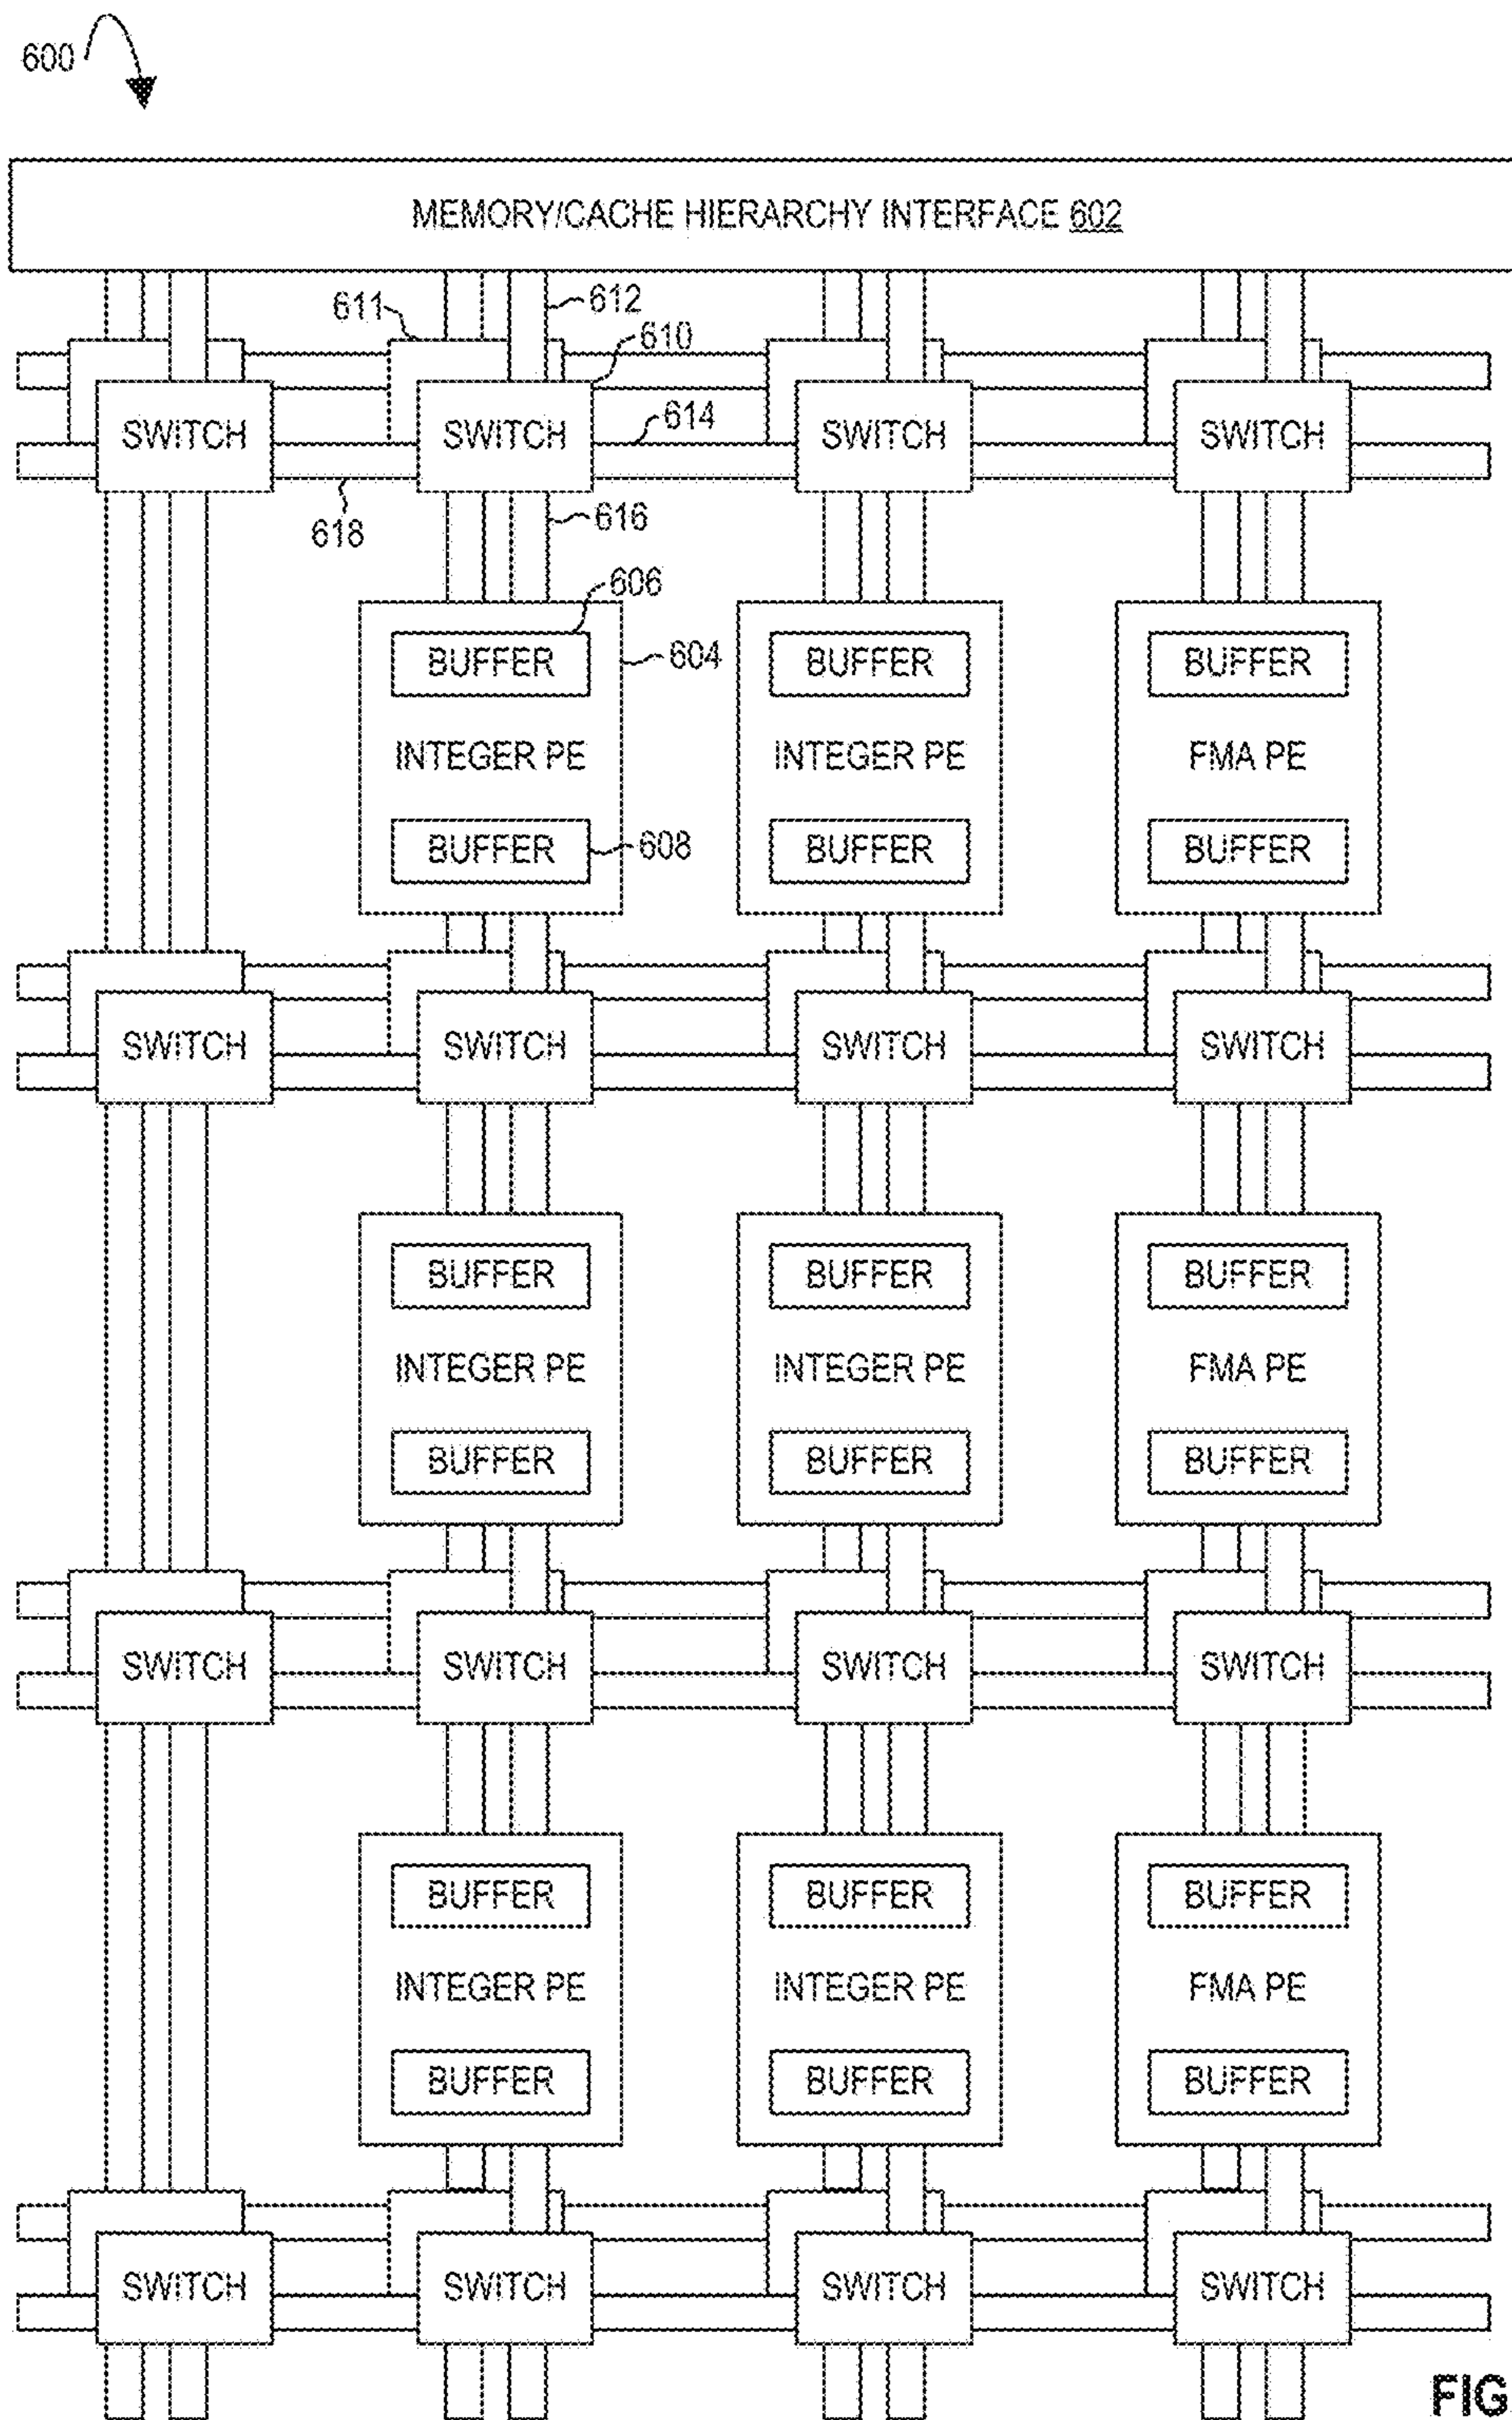 600
MEMORY/CACHE HIERARCHY INTERFACE 602
611
612
610
SWITCH SWITCH 614 SWITCH SWITCH
618
616
606
BUFFER BUFFER BUFFER
604
INTEGER PE INTEGER PE FMA PE
BUFFER 608 BUFFER BUFFER
SWITCH SWITCH SWITCH SWITCH
BUFFER BUFFER BUFFER
INTEGER PE INTEGER PE FMA PE
BUFFER BUFFER BUFFER
SWITCH SWITCH SWITCH SWITCH
BUFFER BUFFER BUFFER
INTEGER PE INTEGER PE FMA PE
BUFFER BUFFER BUFFER
SWITCH SWITCH SWITCH SWITCH
FIG